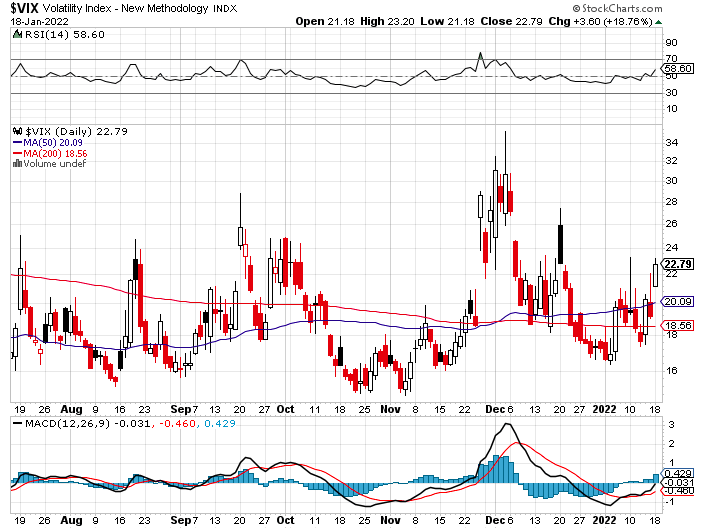 $VIX Volatility Index - New Methodology INDX
© StockCharts.com
18-Jan-2022
Open 21.18 High 23.20 Low 21.18 Close 22.79 Chg +3.60 (+18.76%)
RSI(14) 58.60
90
70
58.60
50
30
10
$VIX (Daily) 22.79
MA(50) 20.09
MA(200) 18.56
Volume undef
34
32
30
28
26
24
22.79
22
20.09
18.56
18
16
19 26 Aug 9 16 23 Sep 7 13 20 27 Oct 11 18 25 Nov 8 15 22 Dec 6 13 20 27 2022 10 18
MACD(12,26,9) -0.031, -0.460, 0.429
3
2
1
0.429
-0.031
-0.460
-1
19 26 Aug 9 16 23 Sep 7 13 20 27 Oct 11 18 25 Nov 8 15 22 Dec 6 13 20 27 2022 10 18